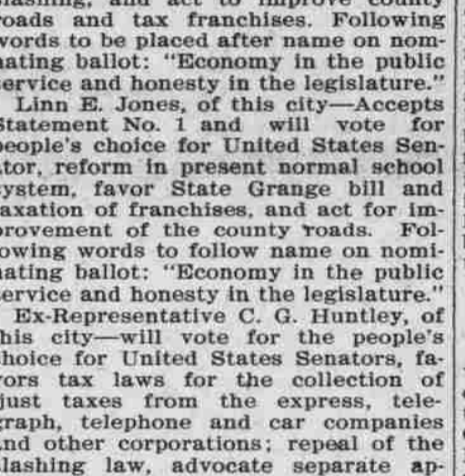 slashing, and act to improve county
roads and tax franchises. Following
words to be placed after name on nom-
nating ballot: "Economy in the public
service and honesty in the legislature."
Linn E. Jones, of this city—Accepts
Statement No. 1 and will vote for
people's choice for United States Sen-
ator, reform in present normal school
system, favor State Grange bill and
taxation of franchises, and act for im-
provement of the county roads. Fol-
lowing words to follow name on nomi-
nating ballot: "Economy in the public
service and honesty in the legislature."
Ex-Representative C. G. Huntley, of
this city—will vote for the people's
choice for United States Senators, fa-
vors tax laws for the collection of
just taxes from the express, tele-
graph, telephone and car companies
and other corporations; repeal of the
slashing law, advocate separate ap-